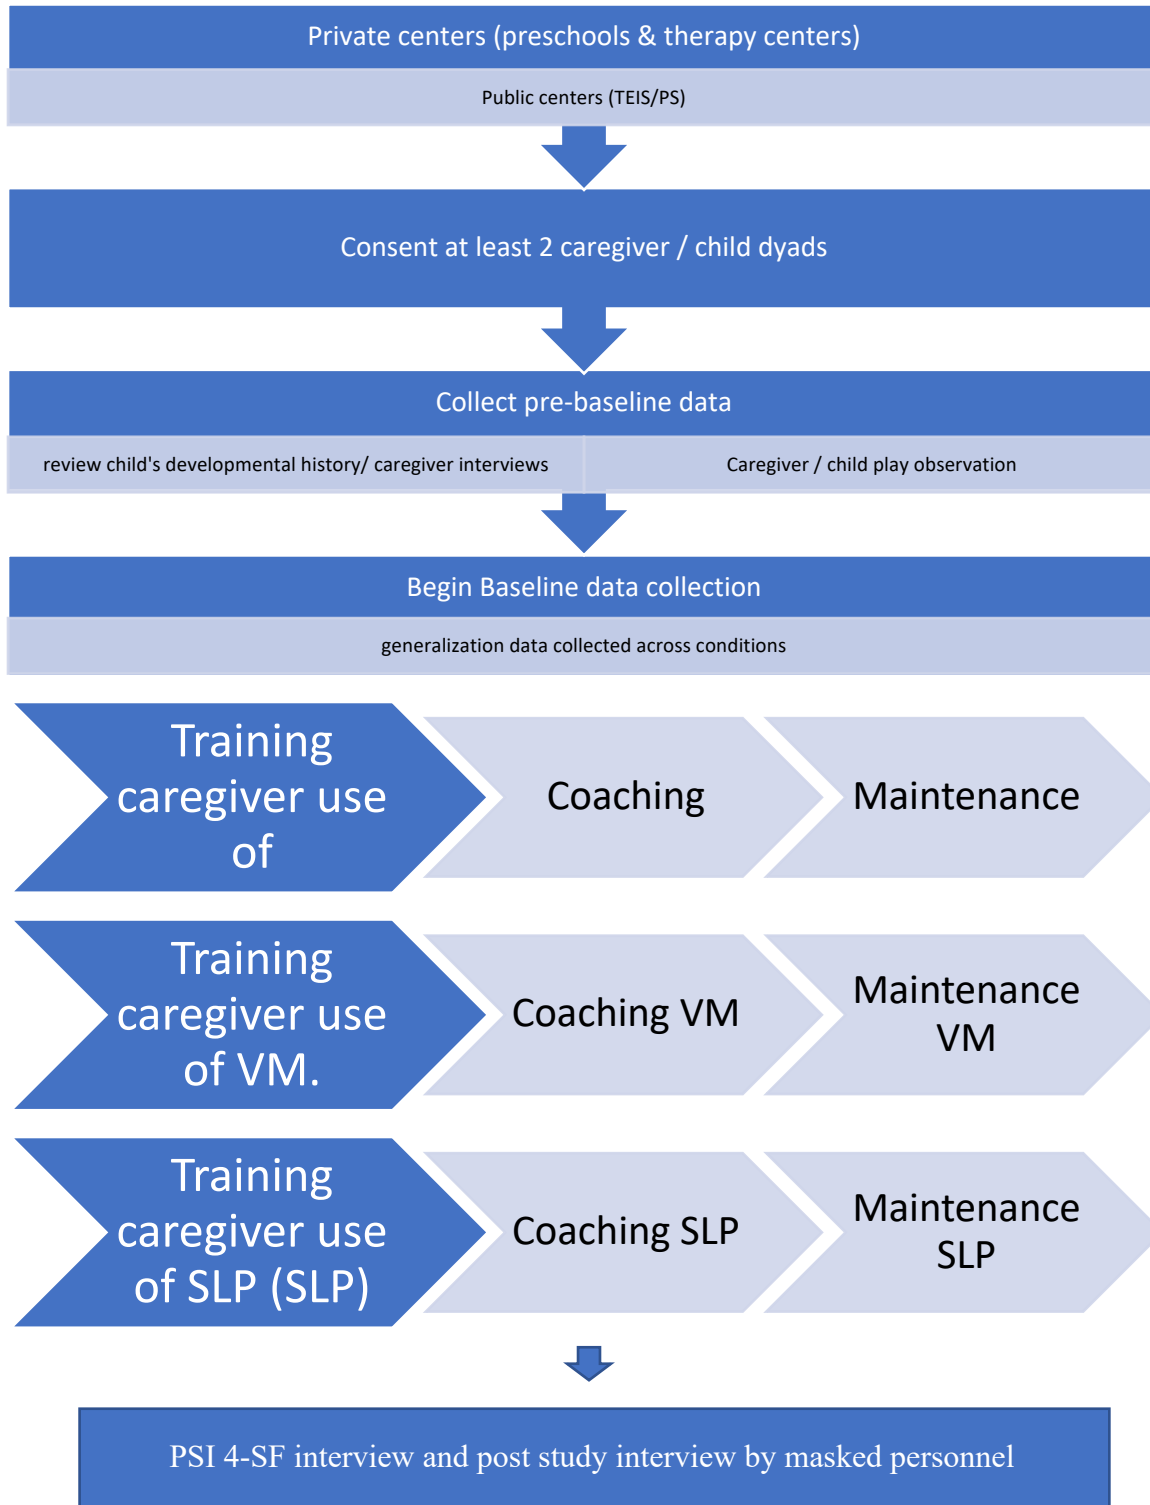 Private centers (preschools & therapy centers)
Public centers (TEIS/PS)
Consent at least 2 caregiver / child dyads
Collect pre-baseline data
review child's developmental history/ caregiver interviews
Caregiver / child play observation
Begin Baseline data collection
generalization data collected across conditions
Training
caregiver use
of
Coaching
Maintenance
Training
caregiver use
of VM.
Coaching VM
Maintenance
VM
Training
caregiver use
of SLP (SLP)
Coaching SLP
Maintenance
SLP
PSI 4-SF interview and post study interview by masked personnel